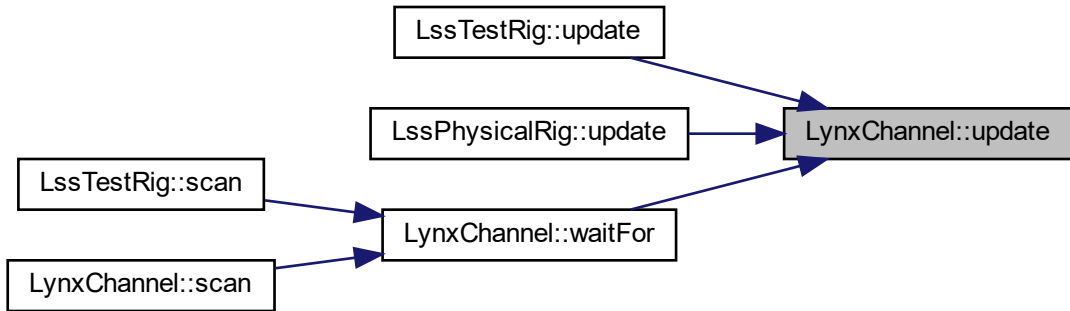 LssTestRig::update
LssPhysicalRig::update
LynxChannel::update
LssTestRig::scan
LynxChannel::waitFor
LynxChannel::scan